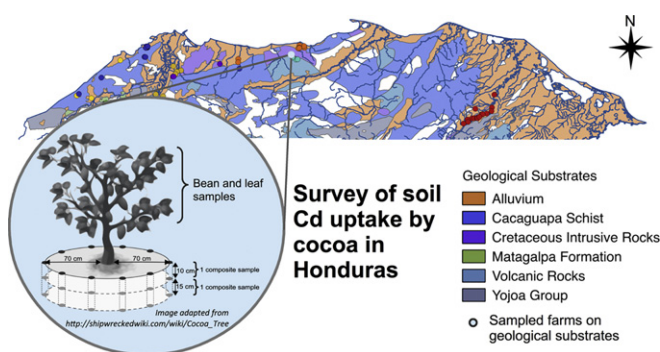 N
Bean and leaf
samples
70 cm
70 cm
10 cm
1 composite sample
15 cm
1 composite sample
Image adapted from
http://shipwreckedwiki.com/wiki/Cocoa_Tree
Survey of soil
Cd uptake by
cocoa in
Honduras
Geological Substrates
Alluvium
Cacaguapa Schist
Cretaceous Intrusive Rocks
Matagalpa Formation
Volcanic Rocks
Yojoa Group
Sampled farms on
geological substrates